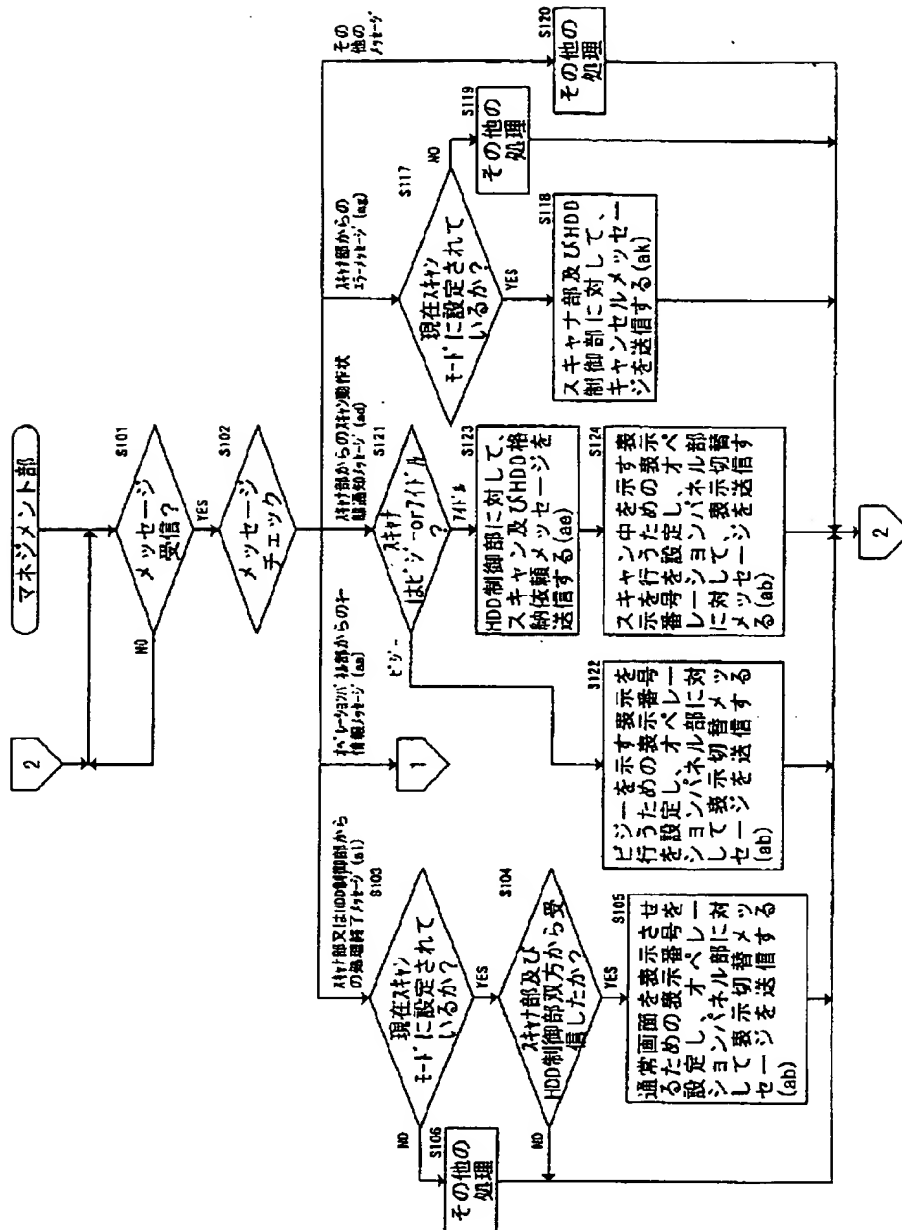 マネジメント部
2
S101
メッセージ
受信?
NO
YES
S102
メッセージ
チェック
スキャナ部又はHDD制御部から
の処理終了メッセージ(ai)
S103
現在スキャン
モードに設定されて
いるか?
NO
YES
S106
その他の
処理
S104
スキャナ部及び
HDD制御部双方から受
信したか?
NO
YES
S105
通常画面を表示させ
るための表示番号を
設定し、オペレー
ションパネル部に対
して表示切替メッ
セージを送信する
(ab)
オペレーションパネル部からのキー
情報メッセージ(aa)
1
スキャナ部からのスキャン動作状
態通知メッセージ(ad)
S121
スキャナ
はビジーorアイドル
?
ビジー
アイドル
S122
ビジーを示す表示を
行うための表示番号
を設定し、オペレー
ションパネル部に対
して表示切替メッ
セージを送信する
(ab)
S123
HDD制御部に対して、
スキャン及びHDD格
納依頼メッセージを
送信する(ae)
S124
スキャン中を示す表
示を行うための表示
番号を設定し、オペ
レーションパネル部
に対して、表示切替
メッセージを送信す
る(ab)
スキャナ部からの
エラーメッセージ(ag)
S117
現在スキャン
モードに設定されて
いるか?
NO
YES
S118
スキャナ部及びHDD
制御部に対して、
キャンセルメッセー
ジを送信する(ak)
S119
その他の
処理
その
他の
メッセージ
S120
その他の
処理
2